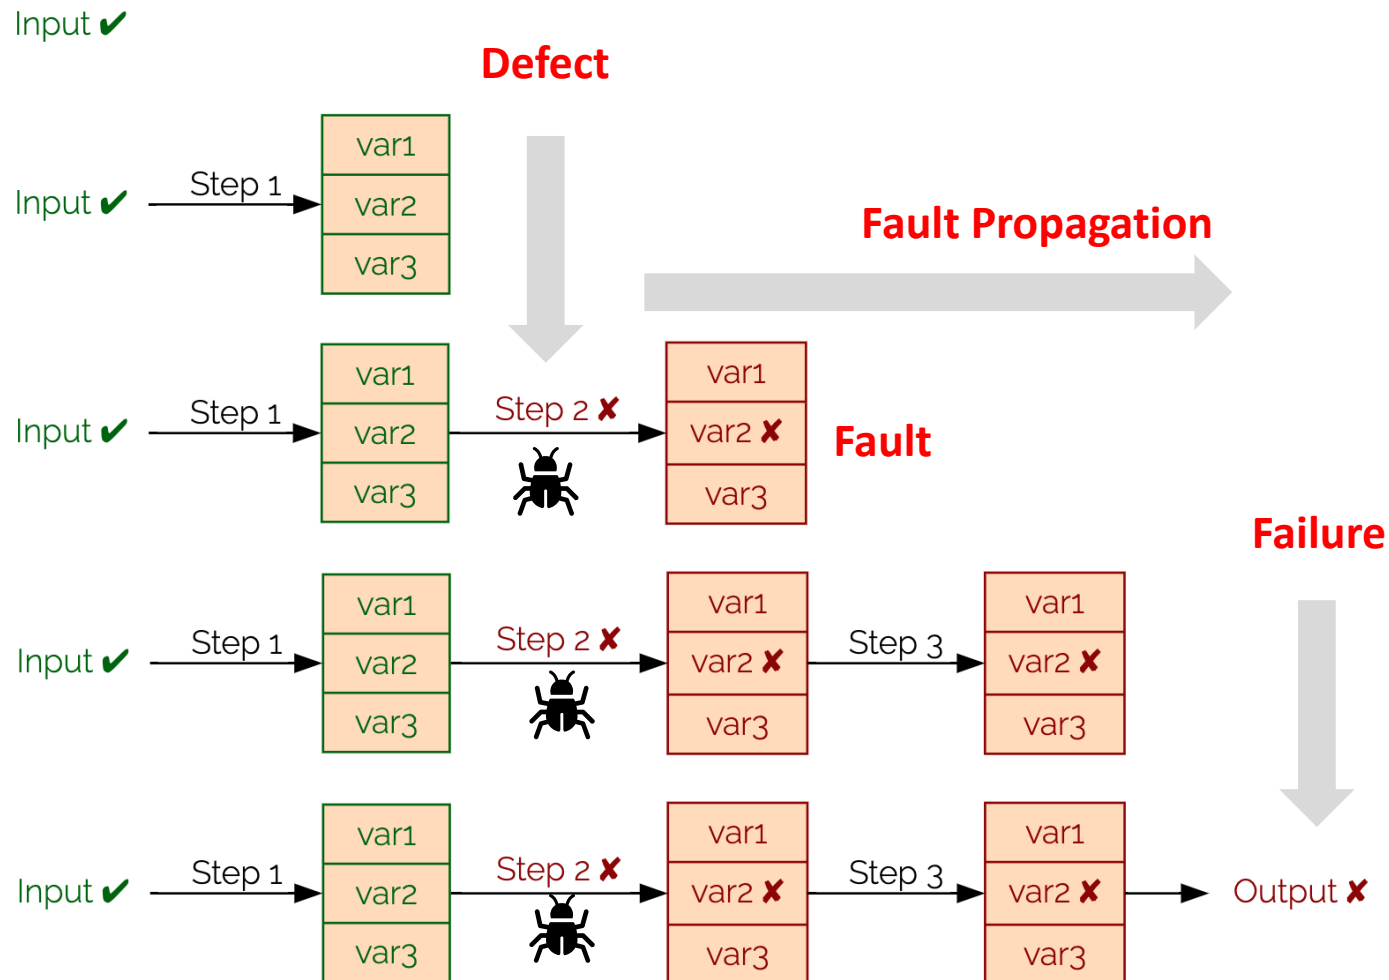 Input ✔
Defect
var1
Input ✔ Step 1 var2
var3
Fault Propagation
var1 var1
Input ✔ Step 1 var2 Step 2 ✘ var2 ✘ Fault
var3 var3
Failure
var1 var1 var1
Input ✔ Step 1 var2 Step 2 ✘ var2 ✘ Step 3 var2 ✘
var3 var3 var3
var1 var1 var1
Input ✔ Step 1 var2 Step 2 ✘ var2 ✘ Step 3 var2 ✘ Output ✘
var3 var3 var3